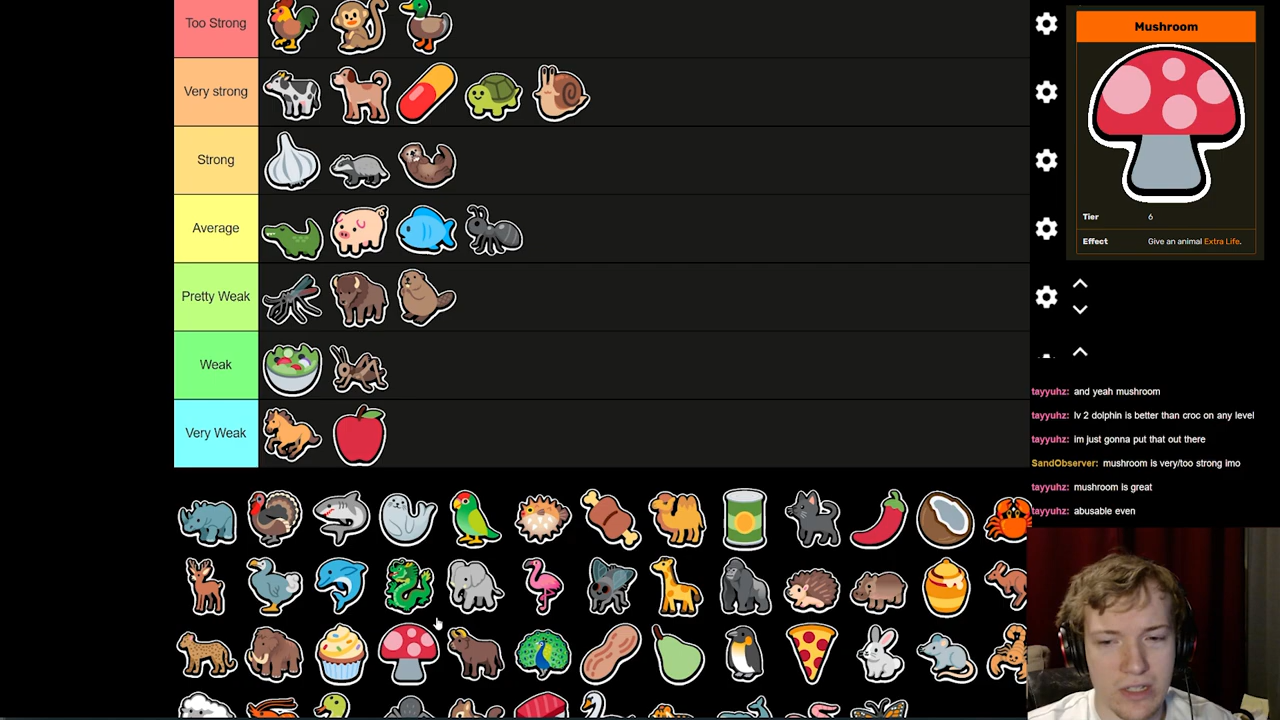 Too Strong
Very strong
Strong
Average
Pretty Weak
Weak
Very Weak
Mushroom
Tier 6
Effect Give an animal Extra Life.
tayyuhz: and yeah mushroom
tayyuhz: lv 2 dolphin is better than croc on any level
tayyuhz: im just gonna put that out there
SandObserver: mushroom is very/too strong imo
tayyuhz: mushroom is great
tayyuhz: abusable even